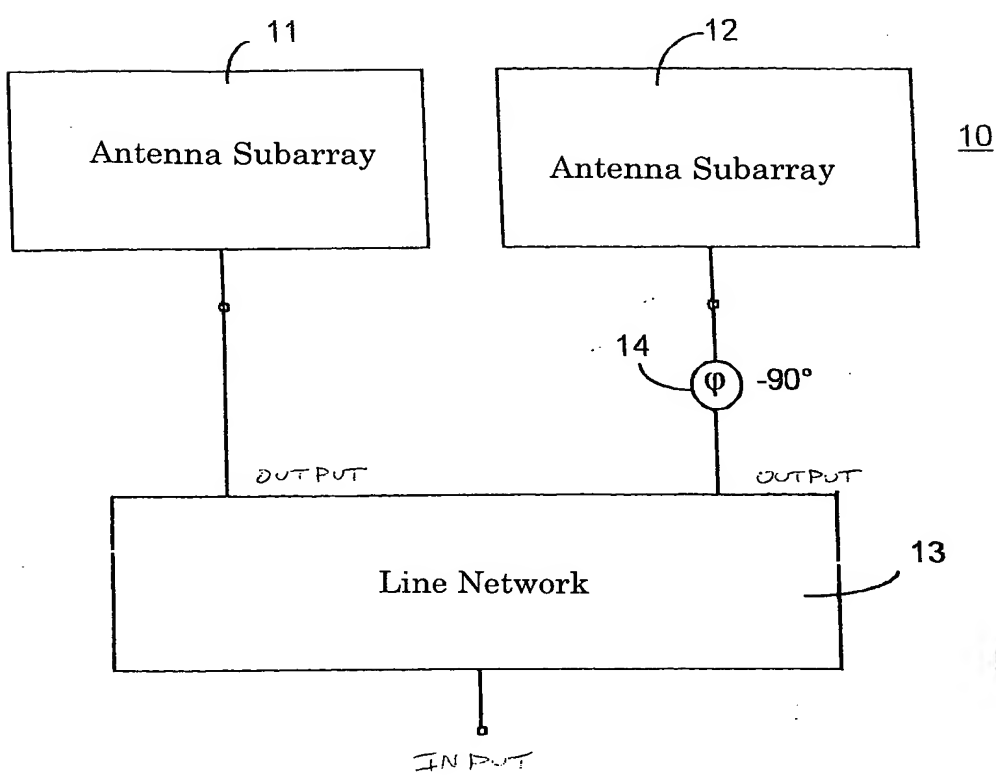 11
12
10
Antenna Subarray
Antenna Subarray
14
φ
-90°
OUTPUT
OUTPUT
13
Line Network
INPUT